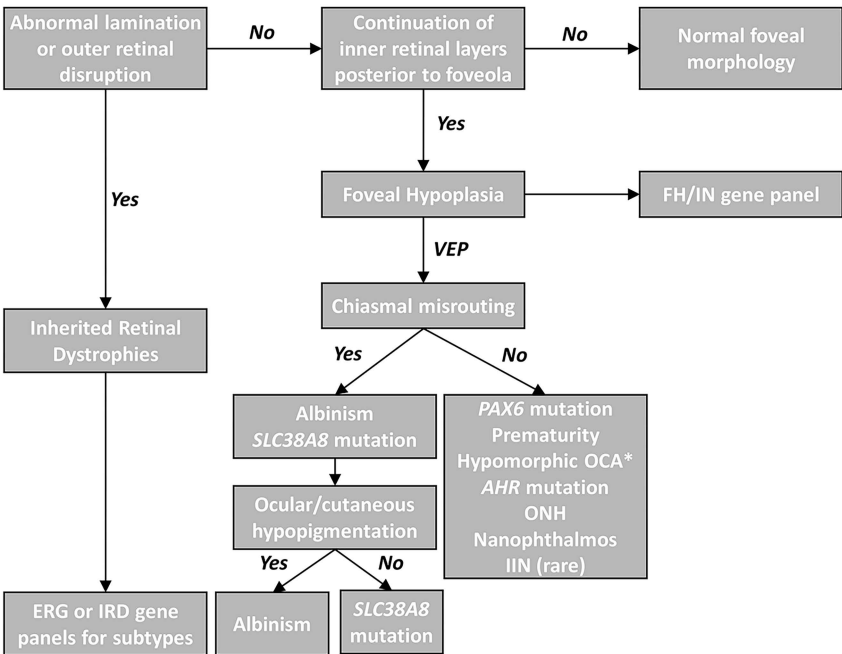 Abnormal lamination
or outer retinal
disruption
No
Continuation of
inner retinal layers
posterior to foveola
No
Normal foveal
morphology
Yes
Yes
Foveal Hypoplasia
FH/IN gene panel
VEP
Chiasmal misrouting
Inherited Retinal
Dystrophies
Yes
No
Albinism
SLC38A8 mutation
PAX6 mutation
Prematurity
Hypomorphic OCA*
AHR mutation
ONH
Nanophthalmos
IIN (rare)
Ocular/cutaneous
hypopigmentation
Yes
No
ERG or IRD gene
panels for subtypes
Albinism
SLC38A8
mutation